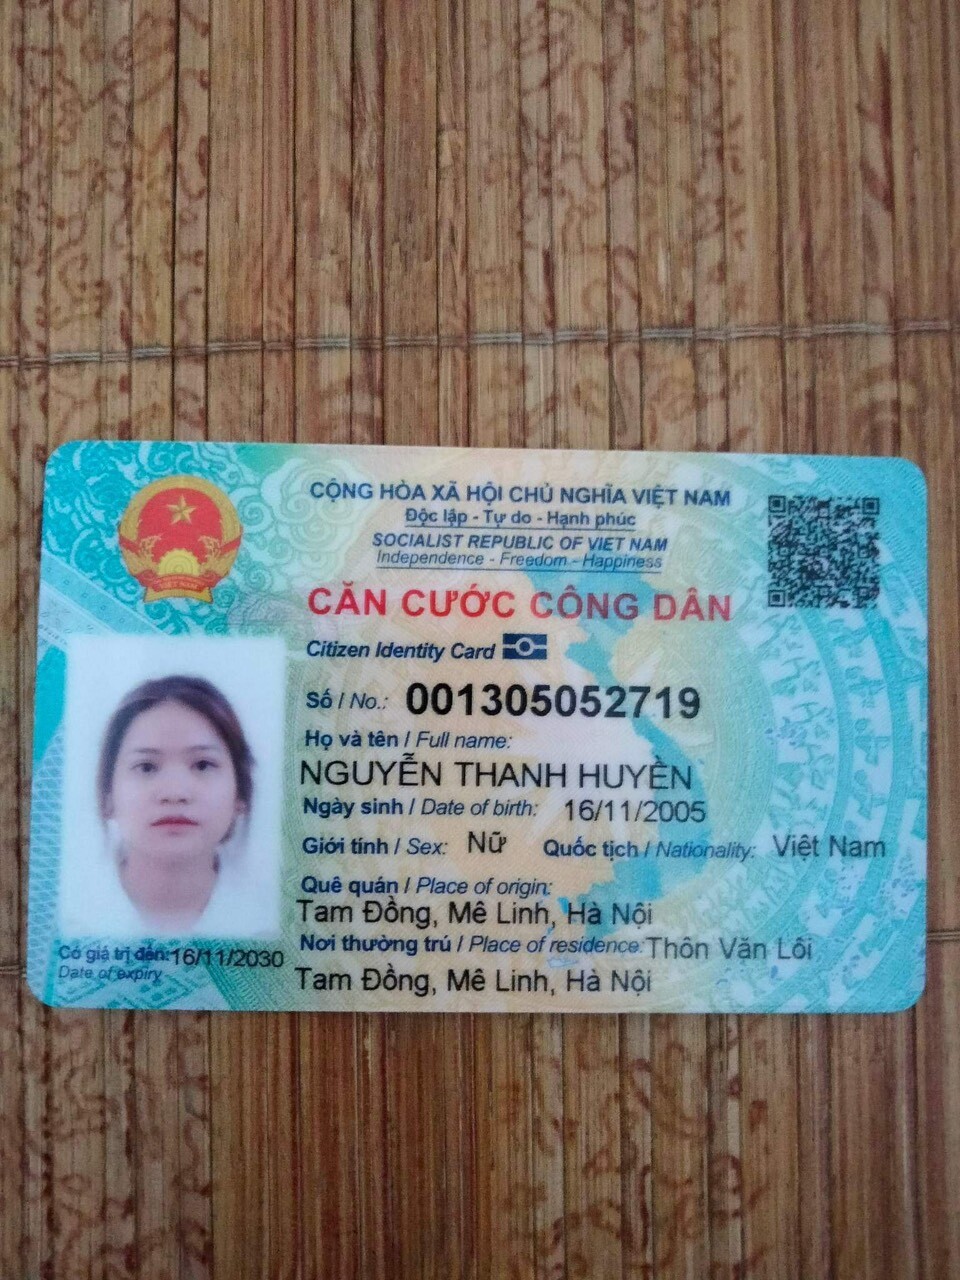 CỘNG HÒA XÃ HỘI CHỦ NGHĨA VIỆT NAM
Độc lập - Tự do - Hạnh phúc
SOCIALIST REPUBLIC OF VIET NAM
Independence - Freedom - Happiness
CĂN CƯỚC CÔNG DÂN
Citizen Identity Card
Số / No.: 001305052719
Họ và tên / Full name:
NGUYỄN THANH HUYỀN
Ngày sinh / Date of birth: 16/11/2005
Giới tính / Sex: Nữ Quốc tịch / Nationality: Việt Nam
Quê quán / Place of origin:
Tam Đồng, Mê Linh, Hà Nội
Nơi thường trú / Place of residence: Thôn Văn Lôi
Tam Đồng, Mê Linh, Hà Nội
Có giá trị đến: 16/11/2030
Date of expiry
VIỆT NAM